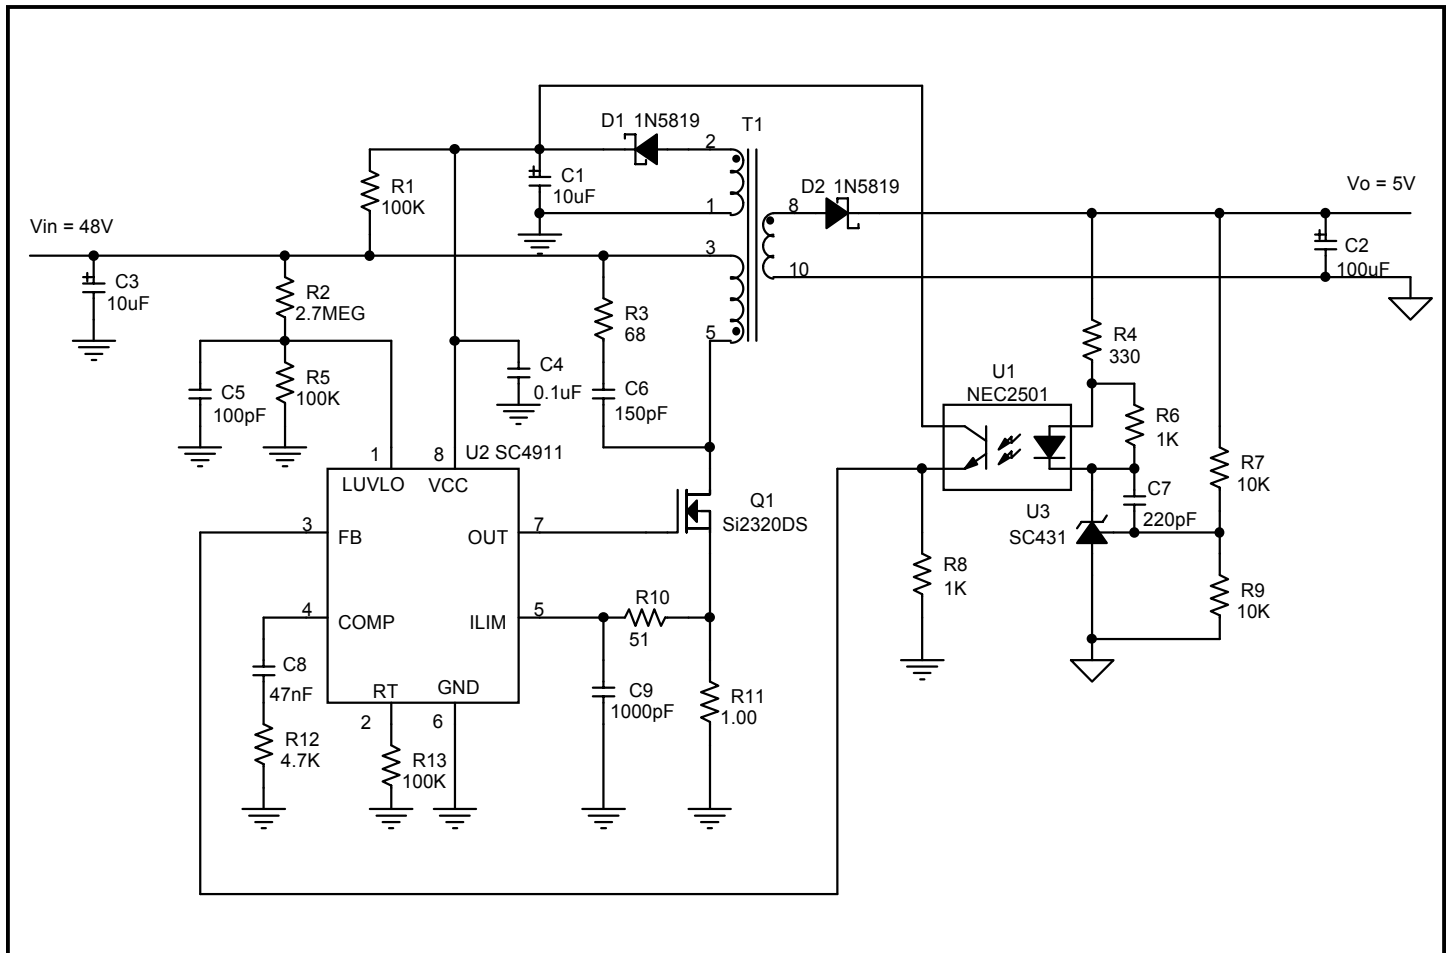 D1 1N5819
T1
2
R1
100K
C1
10uF
1
D2 1N5819
8
Vo = 5V
Vin = 48V
3
C3
10uF
R2
2.7MEG
R3
68
5
10
C2
100uF
R4
330
C5
100pF
R5
100K
C4
0.1uF
C6
150pF
U1
NEC2501
R6
1K
1
8
U2 SC4911
LUVLO
VCC
R7
10K
C7
220pF
Q1
Si2320DS
U3
SC431
3
FB
OUT
7
R8
1K
R9
10K
4
COMP
ILIM
5
R10
51
C8
47nF
RT
GND
2
6
C9
1000pF
R11
1.00
R12
4.7K
R13
100K